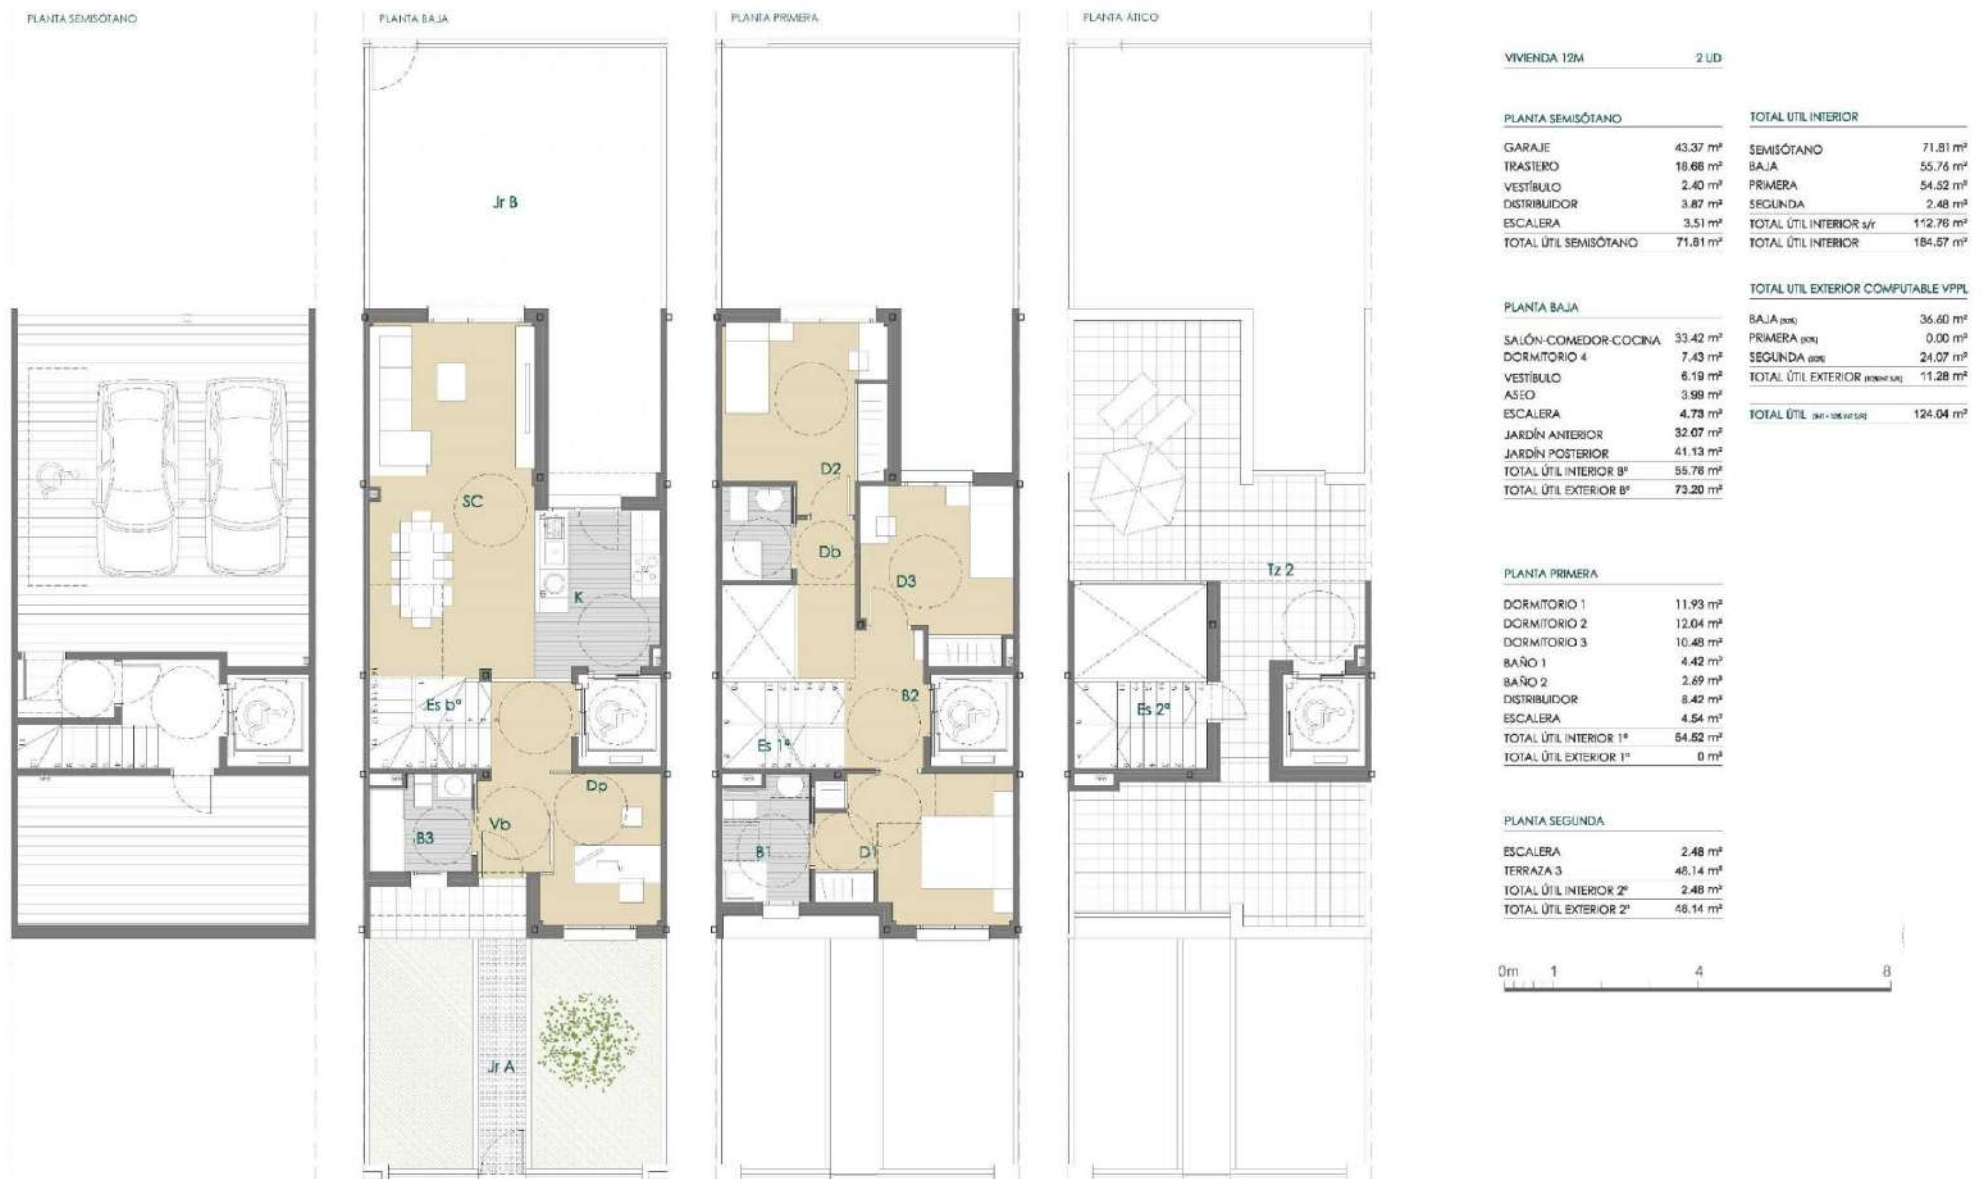 PLANTA SEMISÓTANO
PLANTA BAJA
PLANTA PRIMERA
PLANTA ÁTICO
Jr B
SC
K
Es bª
Dp
Vb
B3
Jr A
D2
Db
D3
B2
Es 1ª
B1
D1
Tz 2
Es 2ª
VIVIENDA 12M 2 UD
PLANTA SEMISÓTANO
GARAJE 43.37 m²
TRASTERO 18.66 m²
VESTÍBULO 2.40 m²
DISTRIBUIDOR 3.87 m²
ESCALERA 3.51 m²
TOTAL ÚTIL SEMISÓTANO 71.81 m²
PLANTA BAJA
SALÓN-COMEDOR-COCINA 33.42 m²
DORMITORIO 4 7.43 m²
VESTÍBULO 6.19 m²
ASEO 3.99 m²
ESCALERA 4.73 m²
JARDÍN ANTERIOR 32.07 m²
JARDÍN POSTERIOR 41.13 m²
TOTAL ÚTIL INTERIOR Bª 55.76 m²
TOTAL ÚTIL EXTERIOR Bª 73.20 m²
PLANTA PRIMERA
DORMITORIO 1 11.93 m²
DORMITORIO 2 12.04 m²
DORMITORIO 3 10.48 m²
BAÑO 1 4.42 m²
BAÑO 2 2.69 m²
DISTRIBUIDOR 8.42 m²
ESCALERA 4.54 m²
TOTAL ÚTIL INTERIOR 1ª 54.52 m²
TOTAL ÚTIL EXTERIOR 1ª 0 m²
PLANTA SEGUNDA
ESCALERA 2.48 m²
TERRAZA 3 48.14 m²
TOTAL ÚTIL INTERIOR 2ª 2.48 m²
TOTAL ÚTIL EXTERIOR 2ª 48.14 m²
TOTAL UTIL INTERIOR
SEMISÓTANO 71.81 m²
BAJA 55.76 m²
PRIMERA 54.52 m²
SEGUNDA 2.48 m²
TOTAL ÚTIL INTERIOR s/r 112.76 m²
TOTAL ÚTIL INTERIOR 184.57 m²
TOTAL UTIL EXTERIOR COMPUTABLE VPPL
BAJA 36.60 m²
PRIMERA 0.00 m²
SEGUNDA 24.07 m²
TOTAL ÚTIL EXTERIOR 11.28 m²
TOTAL ÚTIL 124.04 m²
0m 1 4 8